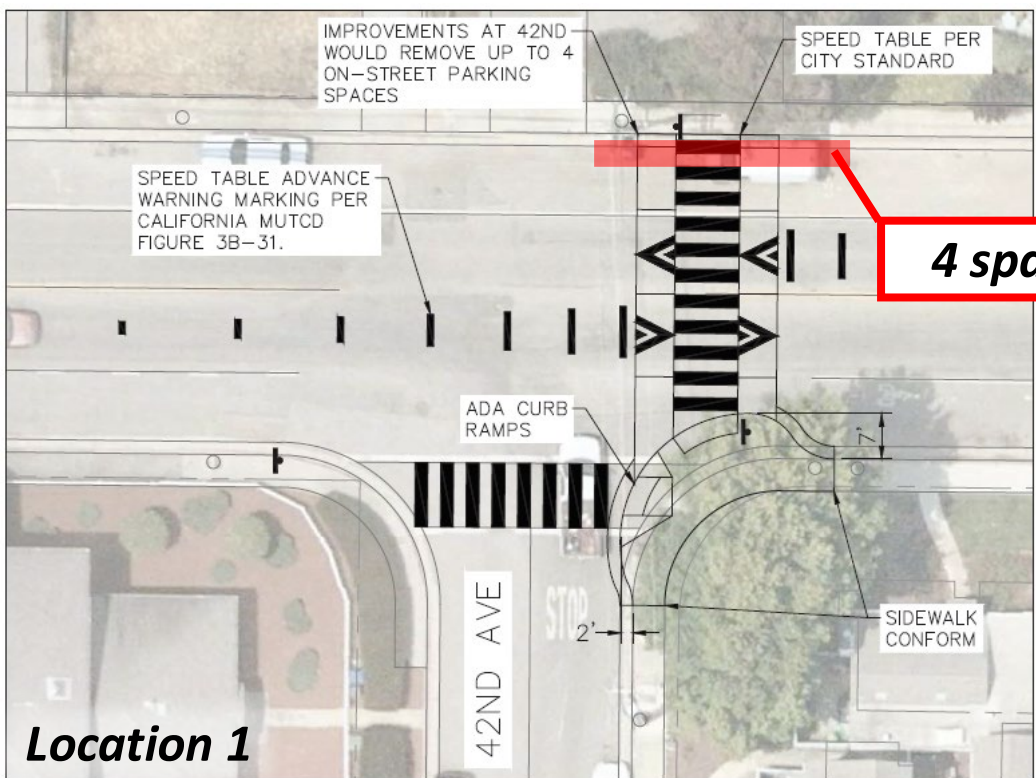 IMPROVEMENTS AT 42ND
WOULD REMOVE UP TO 4
ON-STREET PARKING
SPACES
SPEED TABLE PER
CITY STANDARD
SPEED TABLE ADVANCE
WARNING MARKING PER
CALIFORNIA MUTCD
FIGURE 3B-31.
4
ADA CURB
RAMPS
7'
42ND AVE
STOP
2'
SIDEWALK
CONFORM
Location 1